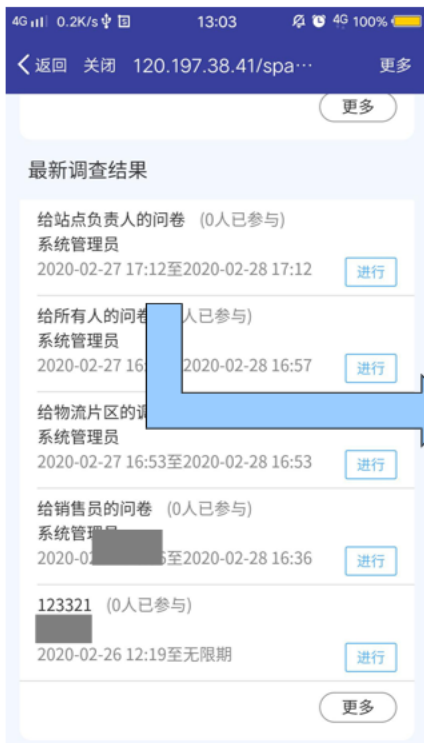 4G 0.2K/s 13:03 4G 100%
返回 关闭 120.197.38.41/spa… 更多
更多
最新调查结果
给站点负责人的问卷 (0人已参与)
系统管理员
2020-02-27 17:12至2020-02-28 17:12 进行
给所有人的问卷 人已参与)
系统管理员
2020-02-27 16: 2020-02-28 16:57 进行
给物流片区的
系统管理员
2020-02-27 16:53至2020-02-28 16:53 进行
给销售员的问卷 (0人已参与)
系统管理员
2020-02 至2020-02-28 16:36 进行
123321 (0人已参与)
2020-02-26 12:19至无限期 进行
更多